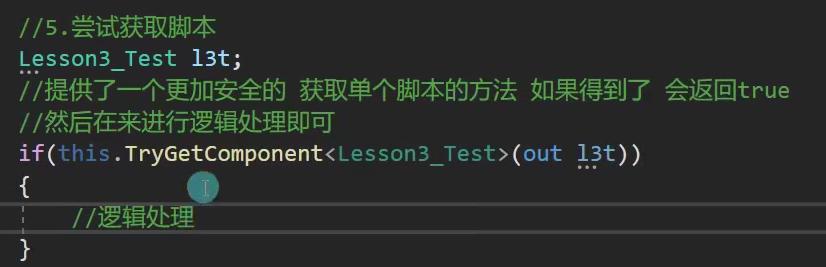 //5.尝试获取脚本
Lesson3_Test l3t;
//提供了一个更加安全的 获取单个脚本的方法 如果得到了 会返回true
//然后在来进行逻辑处理即可
if(this.TryGetComponent<Lesson3_Test>(out l3t))
{
//逻辑处理
}